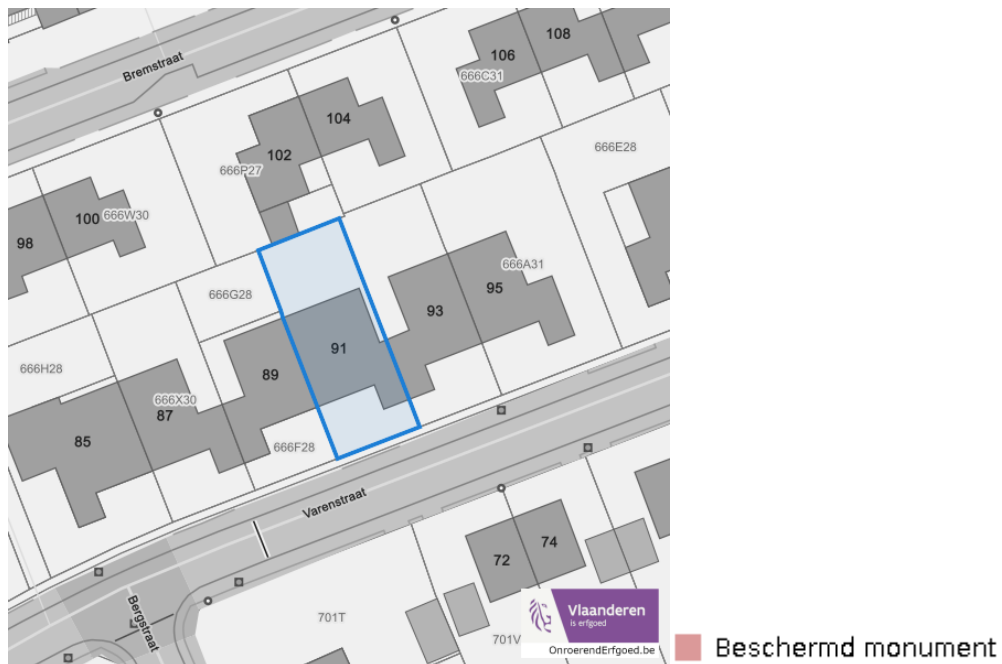 Bremstraat
106
108
666C31
104
102
666P27
666E28
100
666W30
98
666A31
666G28
95
93
91
89
666H28
666X30
87
85
666F28
Varenstraat
74
72
Bergstraat
701T
701V
Vlaanderen
is erfgoed
OnroerendErfgoed.be
Beschermd monument